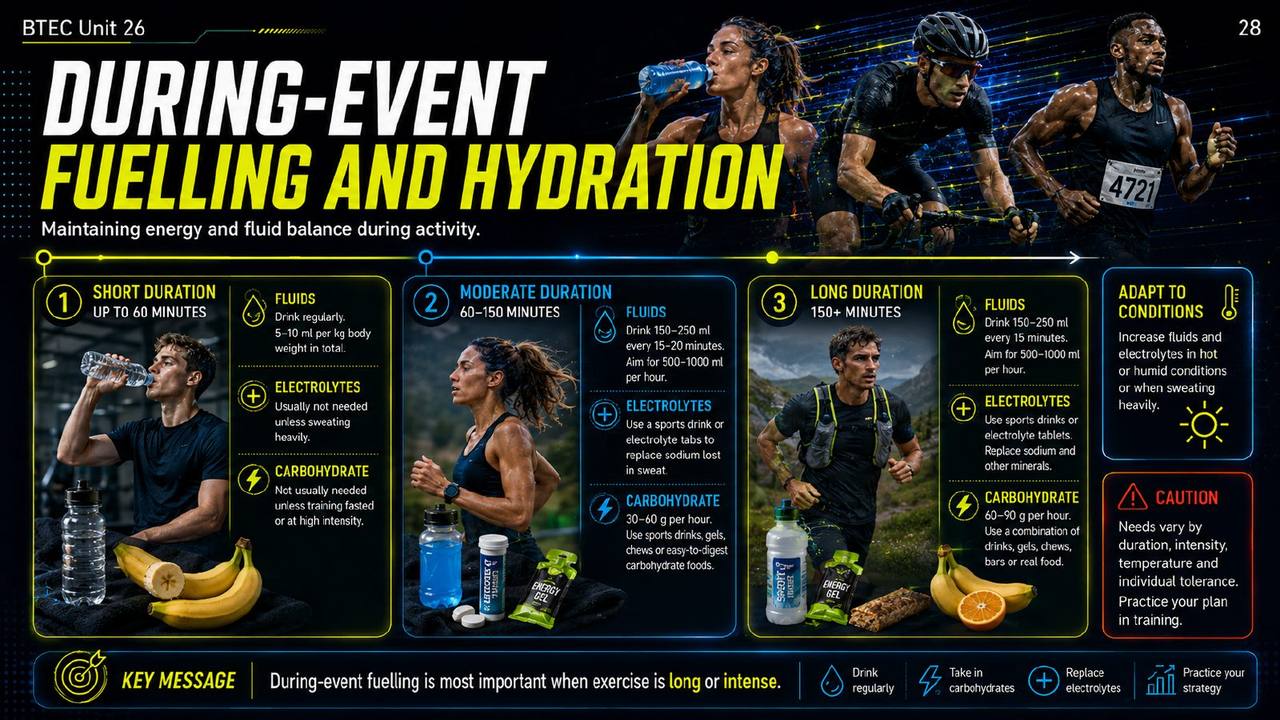 BTEC Unit 26
28
DURING-EVENT
FUELLING AND HYDRATION
Maintaining energy and fluid balance during activity.
4721
1
SHORT DURATION
UP TO 60 MINUTES
FLUIDS
Drink regularly.
5–10 ml per kg body
weight in total.
ELECTROLYTES
Usually not needed
unless sweating
heavily.
CARBOHYDRATE
Not usually needed
unless training fasted
or at high intensity.
2
MODERATE DURATION
60–150 MINUTES
FLUIDS
Drink 150–250 ml
every 15–20 minutes.
Aim for 500–1000 ml
per hour.
ELECTROLYTES
Use a sports drink or
electrolyte tabs to
replace sodium lost
in sweat.
CARBOHYDRATE
30–60 g per hour.
Use sports drinks, gels,
chews or easy-to-digest
carbohydrate foods.
ENERGY
GEL
3
LONG DURATION
150+ MINUTES
FLUIDS
Drink 150–250 ml
every 15 minutes.
Aim for 500–1000 ml
per hour.
ELECTROLYTES
Use sports drinks or
electrolyte tablets.
Replace sodium and
other minerals.
CARBOHYDRATE
60–90 g per hour.
Use a combination of
drinks, gels, chews,
bars or real food.
ENERGY
GEL
ADAPT TO
CONDITIONS
Increase fluids and
electrolytes in hot
or humid conditions
or when sweating
heavily.
CAUTION
Needs vary by
duration, intensity,
temperature and
individual tolerance.
Practice your plan
in training.
KEY MESSAGE
During-event fuelling is most important when exercise is long or intense.
Drink
regularly
Take in
carbohydrates
Replace
electrolytes
Practice your
strategy